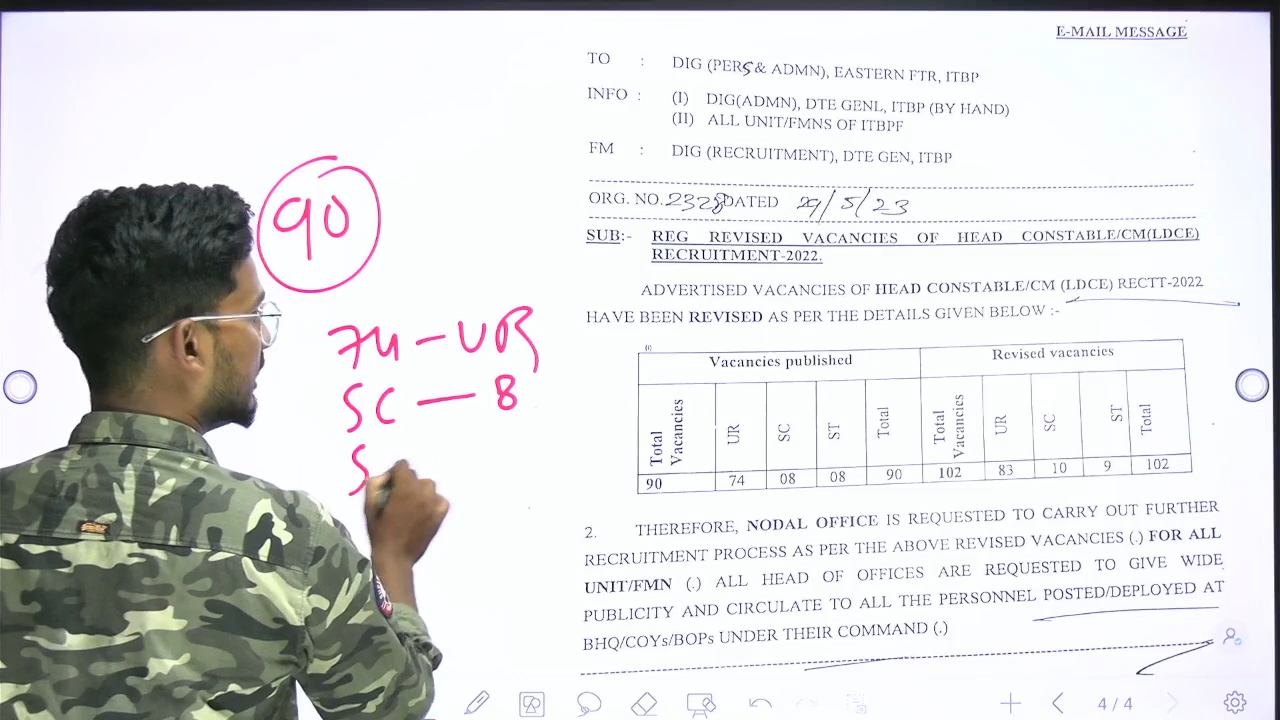 E-MAIL MESSAGE
TO : DIG (PERS & ADMN), EASTERN FTR, ITBP
INFO : (I) DIG(ADMN), DTE GENL, ITBP (BY HAND)
(II) ALL UNIT/FMNS OF ITBPF
FM : DIG (RECRUITMENT), DTE GEN, ITBP
ORG. NO. 2328 DATED 29/5/23
SUB:- REG REVISED VACANCIES OF HEAD CONSTABLE/CM(LDCE)
RECRUITMENT-2022.
ADVERTISED VACANCIES OF HEAD CONSTABLE/CM (LDCE) RECTT-2022
HAVE BEEN REVISED AS PER THE DETAILS GIVEN BELOW :-
(i)
Vacancies published Revised vacancies
Total Vacancies UR SC ST Total Total Vacancies UR SC ST Total
90 74 08 08 90 102 83 10 9 102
2. THEREFORE, NODAL OFFICE IS REQUESTED TO CARRY OUT FURTHER
RECRUITMENT PROCESS AS PER THE ABOVE REVISED VACANCIES (.) FOR ALL
UNIT/FMN (.) ALL HEAD OF OFFICES ARE REQUESTED TO GIVE WIDE
PUBLICITY AND CIRCULATE TO ALL THE PERSONNEL POSTED/DEPLOYED AT
BHQ/COYs/BOPs UNDER THEIR COMMAND (.)
90
74 - UR
SC - 8
S
4/4